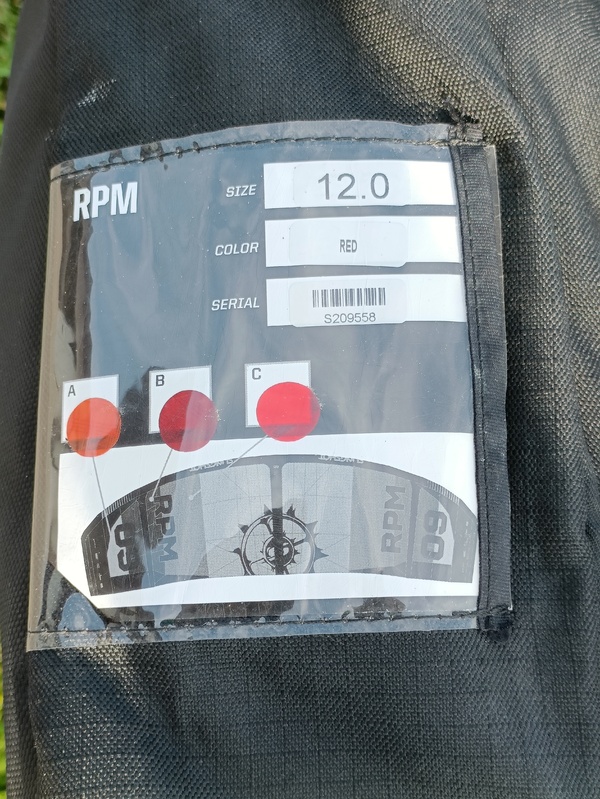 RPM
SIZE 12.0
COLOR RED
SERIAL
S209558
A B C
RPM
RPM